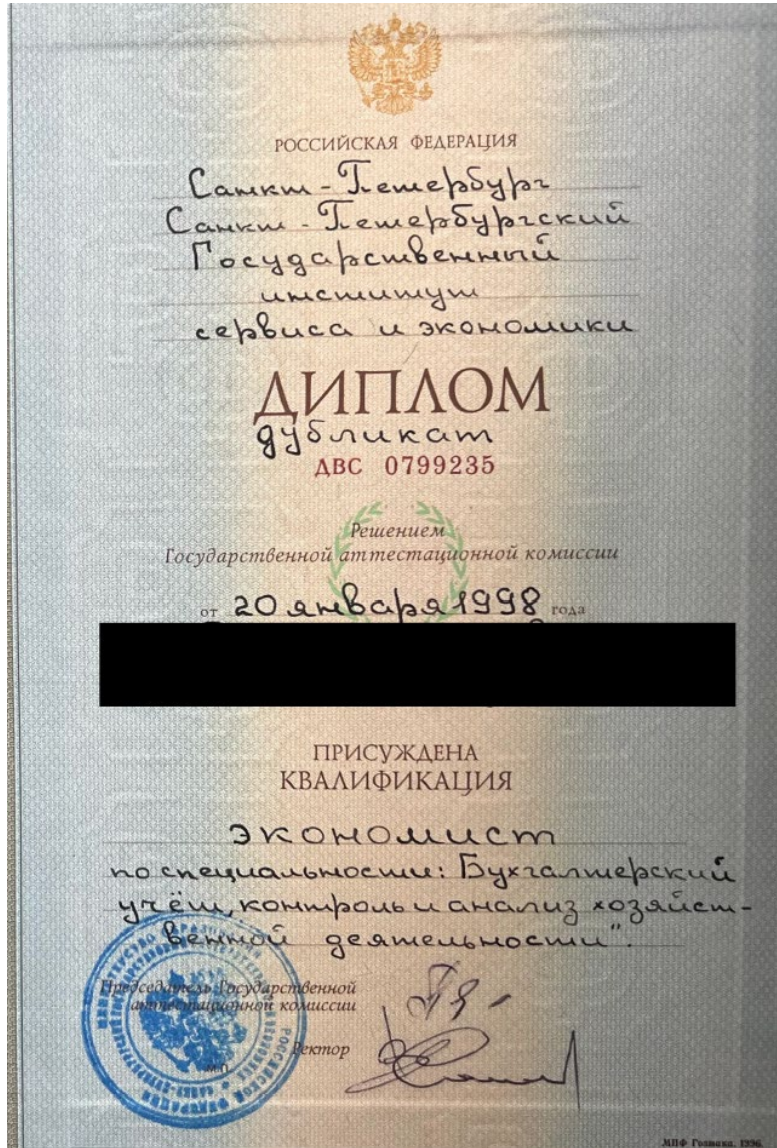 РОССИЙСКАЯ ФЕДЕРАЦИЯ
Санкт-Петербург
Санкт-Петербургский
Государственный
институт
сервиса и экономики
ДИПЛОМ
дубликат
ДВС 0799235
Решением
Государственной аттестационной комиссии
от 20 января 1998 года
ПРИСУЖДЕНА
КВАЛИФИКАЦИЯ
экономист
по специальности: Бухгалтерский
учёт, контроль и анализ хозяйст-
венной деятельности".
Председатель Государственной
аттестационной комиссии
Ректор
МПФ Гознака. 1996.